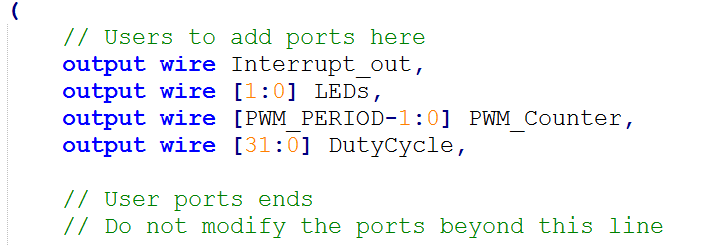 (
// Users to add ports here
output wire Interrupt_out,
output wire [1:0] LEDs,
output wire [PWM_PERIOD-1:0] PWM_Counter,
output wire [31:0] DutyCycle,
// User ports ends
// Do not modify the ports beyond this line